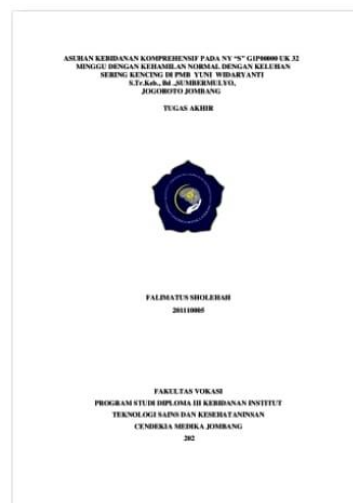 ASUHAN KEBIDANAN KOMPREHENSIF PADA NY "S" G1P00000 UK 32
MINGGU DENGAN KEHAMILAN NORMAL DENGAN KELUHAN
SERING KENCING DI PMB YUNI WIDARYANTI
S.Tr.Keb., Bd .,SUMBERMULYO,
JOGOROTO JOMBANG
TUGAS AKHIR
FALIMATUS SHOLEHAH
201110005
FAKULTAS VOKASI
PROGRAM STUDI DIPLOMA III KEBIDANAN INSTITUT
TEKNOLOGI SAINS DAN KESEHATANINSAN
CENDEKIA MEDIKA JOMBANG
202